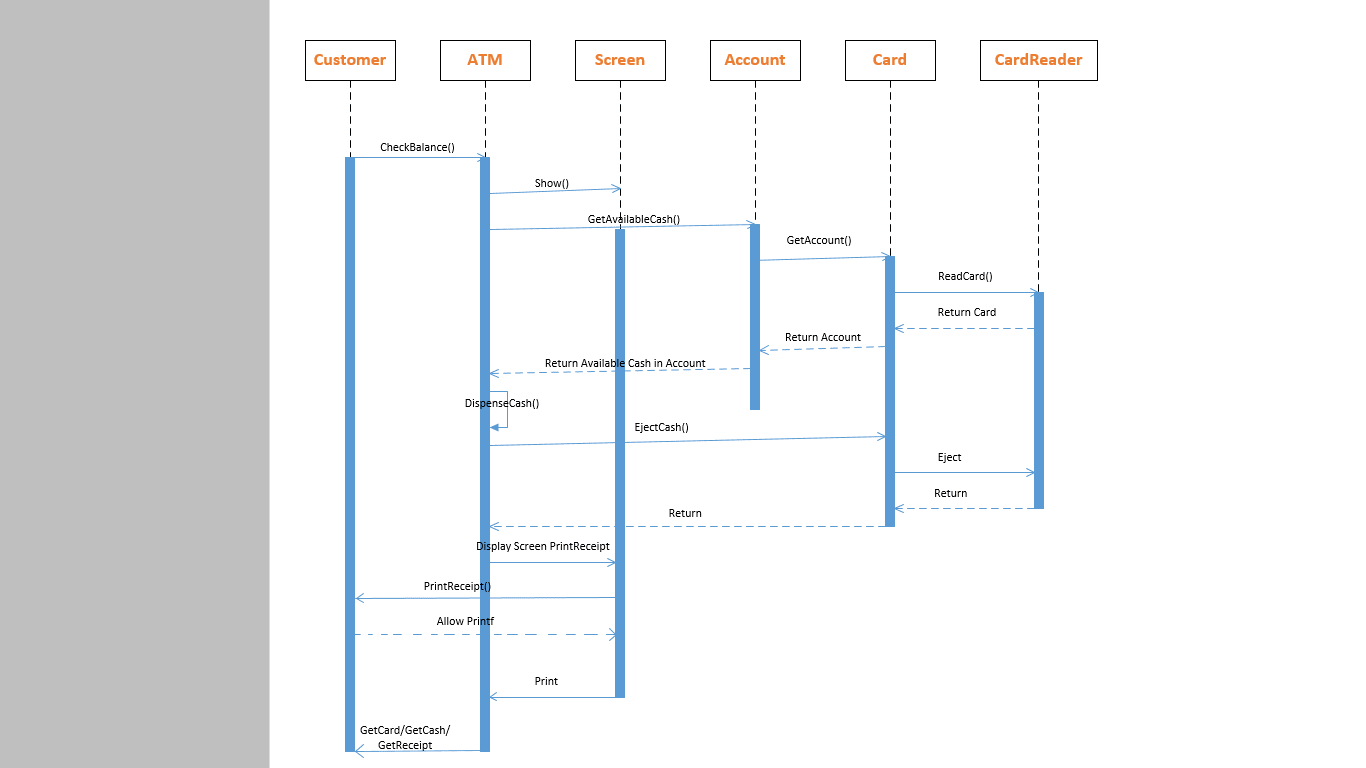 Customer
ATM
Screen
Account
Card
CardReader
CheckBalance()
Show()
GetAvailableCash()
GetAccount()
ReadCard()
Return Card
Return Account
Return Available Cash in Account
DispenseCash()
EjectCash()
Eject
Return
Return
Display Screen PrintReceipt
PrintReceipt()
Allow Printf
Print
GetCard/GetCash/
GetReceipt